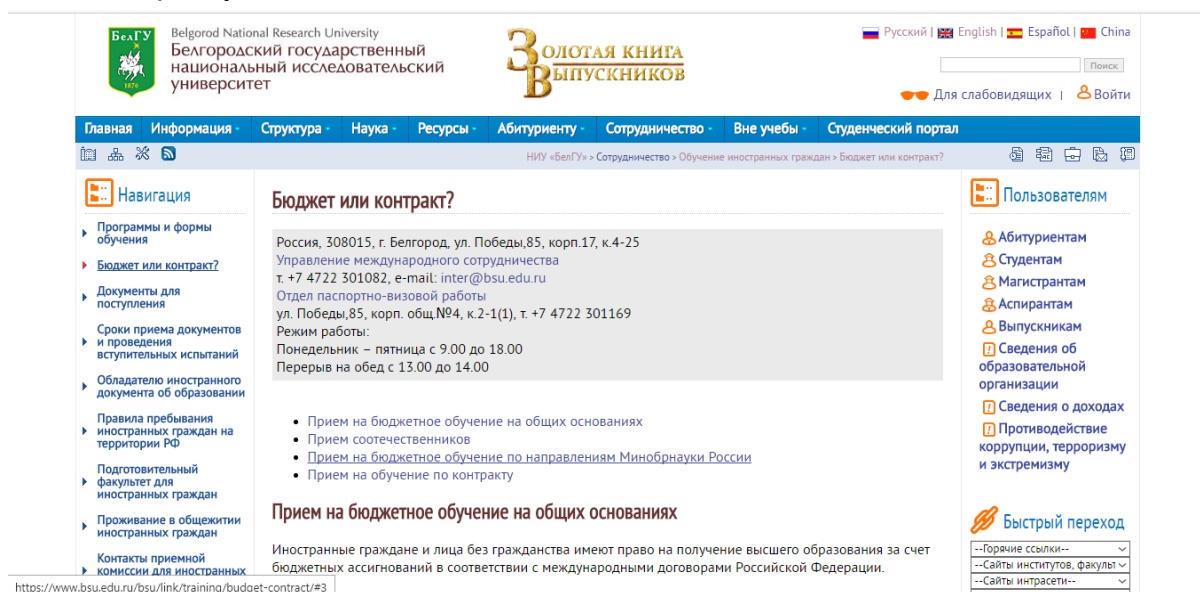 БелГУ
1876
Belgorod National Research University
Белгородский государственный
национальный исследовательский
университет
Золотая книга
Выпускников
Русский | English | Español | China
Поиск
Для слабовидящих | Войти
Главная Информация Структура Наука Ресурсы Абитуриенту Сотрудничество Вне учебы Студенческий портал
НИУ «БелГУ» > Сотрудничество > Обучение иностранных граждан > Бюджет или контракт?
Навигация
Программы и формы
обучения
Бюджет или контракт?
Документы для
поступления
Сроки приема документов
и проведения
вступительных испытаний
Обладателю иностранного
документа об образовании
Правила пребывания
иностранных граждан на
территории РФ
Подготовительный
факультет для
иностранных граждан
Проживание в общежитии
иностранных граждан
Контакты приемной
комиссии для иностранных
Бюджет или контракт?
Россия, 308015, г. Белгород, ул. Победы,85, корп.17, к.4-25
Управление международного сотрудничества
т. +7 4722 301082, e-mail: inter@bsu.edu.ru
Отдел паспортно-визовой работы
ул. Победы,85, корп. общ.№4, к.2-1(1), т. +7 4722 301169
Режим работы:
Понедельник – пятница с 9.00 до 18.00
Перерыв на обед с 13.00 до 14.00
Прием на бюджетное обучение на общих основаниях
Прием соотечественников
Прием на бюджетное обучение по направлениям Минобрнауки России
Прием на обучение по контракту
Прием на бюджетное обучение на общих основаниях
Иностранные граждане и лица без гражданства имеют право на получение высшего образования за счет
бюджетных ассигнований в соответствии с международными договорами Российской Федерации.
Пользователям
Абитуриентам
Студентам
Магистрантам
Аспирантам
Выпускникам
Сведения об
образовательной
организации
Сведения о доходах
Противодействие
коррупции, терроризму
и экстремизму
Быстрый переход
--Горячие ссылки--
--Сайты институтов, факульт
--Сайты интрасети--
https://www.bsu.edu.ru/bsu/link/training/budget-contract/#3